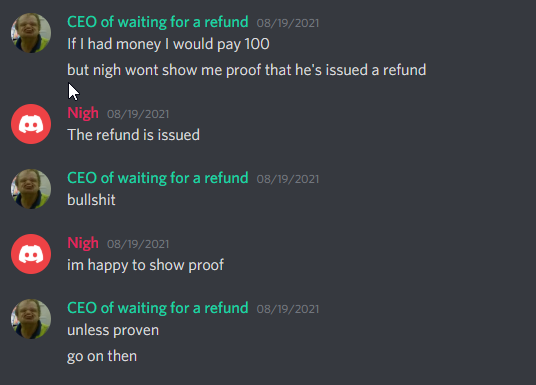 CEO of waiting for a refund 08/19/2021
If I had money I would pay 100
but nigh wont show me proof that he's issued a refund
Nigh 08/19/2021
The refund is issued
CEO of waiting for a refund 08/19/2021
bullshit
Nigh 08/19/2021
im happy to show proof
CEO of waiting for a refund 08/19/2021
unless proven
go on then